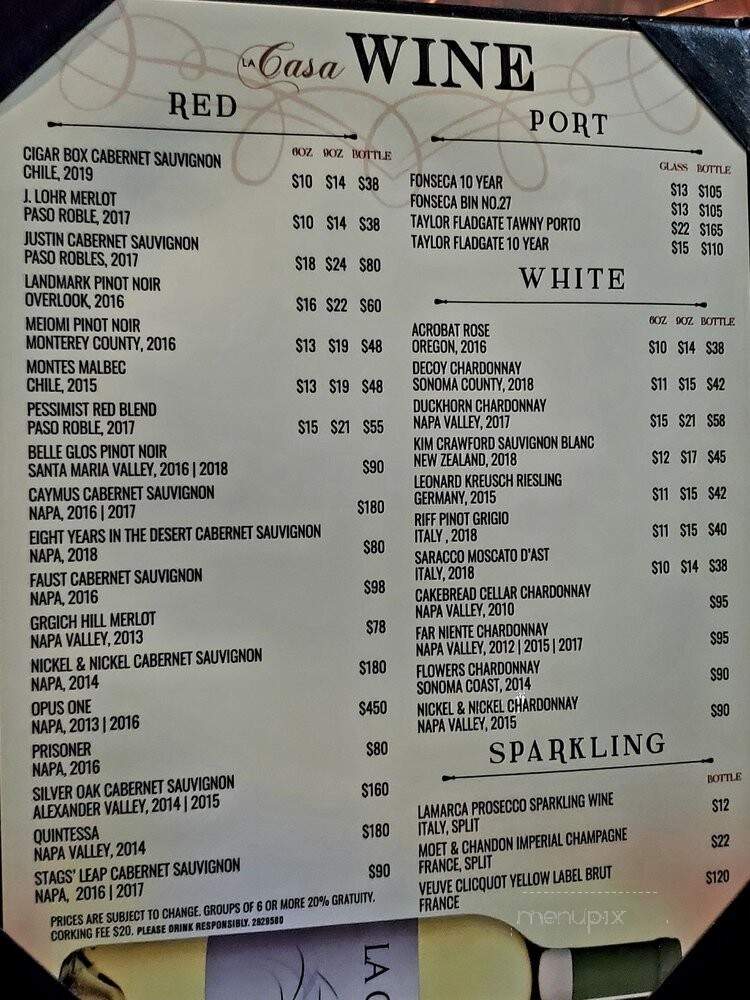 LA Casa WINE
RED
6OZ 9OZ BOTTLE
CIGAR BOX CABERNET SAUVIGNON
CHILE, 2019 $10 $14 $38
J. LOHR MERLOT
PASO ROBLE, 2017 $10 $14 $38
JUSTIN CABERNET SAUVIGNON
PASO ROBLES, 2017 $18 $24 $80
LANDMARK PINOT NOIR
OVERLOOK, 2016 $16 $22 $60
MEIOMI PINOT NOIR
MONTEREY COUNTY, 2016 $13 $19 $48
MONTES MALBEC
CHILE, 2015 $13 $19 $48
PESSIMIST RED BLEND
PASO ROBLE, 2017 $15 $21 $55
BELLE GLOS PINOT NOIR
SANTA MARIA VALLEY, 2016 | 2018 $90
CAYMUS CABERNET SAUVIGNON
NAPA, 2016 | 2017 $180
EIGHT YEARS IN THE DESERT CABERNET SAUVIGNON
NAPA, 2018 $80
FAUST CABERNET SAUVIGNON
NAPA, 2016 $98
GRGICH HILL MERLOT
NAPA VALLEY, 2013 $78
NICKEL & NICKEL CABERNET SAUVIGNON
NAPA, 2014 $180
OPUS ONE
NAPA, 2013 | 2016 $450
PRISONER
NAPA, 2016 $80
SILVER OAK CABERNET SAUVIGNON
ALEXANDER VALLEY, 2014 | 2015 $160
QUINTESSA
NAPA VALLEY, 2014 $180
STAGS' LEAP CABERNET SAUVIGNON
NAPA, 2016 | 2017 $90
PRICES ARE SUBJECT TO CHANGE. GROUPS OF 6 OR MORE 20% GRATUITY.
CORKING FEE $20. PLEASE DRINK RESPONSIBLY. 2829580
PORT
GLASS BOTTLE
FONSECA 10 YEAR $13 $105
FONSECA BIN NO.27 $13 $105
TAYLOR FLADGATE TAWNY PORTO $22 $165
TAYLOR FLADGATE 10 YEAR $15 $110
WHITE
6OZ 9OZ BOTTLE
ACROBAT ROSE
OREGON, 2016 $10 $14 $38
DECOY CHARDONNAY
SONOMA COUNTY, 2018 $11 $15 $42
DUCKHORN CHARDONNAY
NAPA VALLEY, 2017 $15 $21 $58
KIM CRAWFORD SAUVIGNON BLANC
NEW ZEALAND, 2018 $12 $17 $45
LEONARD KREUSCH RIESLING
GERMANY, 2015 $11 $15 $42
RIFF PINOT GRIGIO
ITALY , 2018 $11 $15 $40
SARACCO MOSCATO D'AST
ITALY, 2018 $10 $14 $38
CAKEBREAD CELLAR CHARDONNAY
NAPA VALLEY, 2010 $95
FAR NIENTE CHARDONNAY
NAPA VALLEY, 2012 | 2015 | 2017 $95
FLOWERS CHARDONNAY
SONOMA COAST, 2014 $90
NICKEL & NICKEL CHARDONNAY
NAPA VALLEY, 2015 $90
SPARKLING
BOTTLE
LAMARCA PROSECCO SPARKLING WINE
ITALY, SPLIT $12
MOET & CHANDON IMPERIAL CHAMPAGNE
FRANCE, SPLIT $22
VEUVE CLICQUOT YELLOW LABEL BRUT
FRANCE $120
menupix
LA C